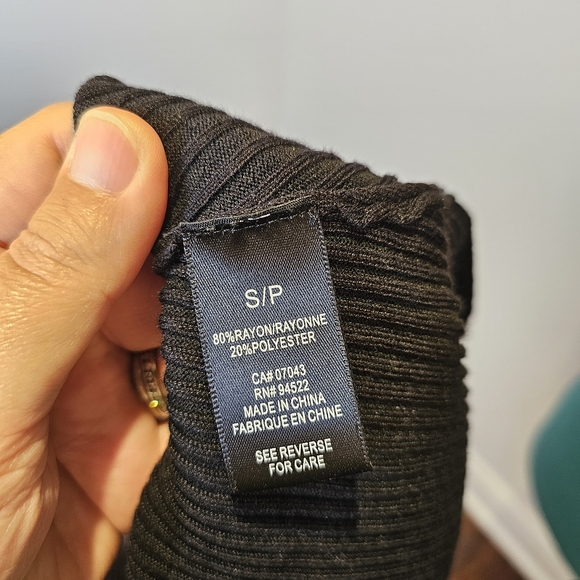 S/P
80%RAYON/RAYONNE
20%POLYESTER
CA# 07043
RN# 94522
MADE IN CHINA
FABRIQUE EN CHINE
SEE REVERSE
FOR CARE